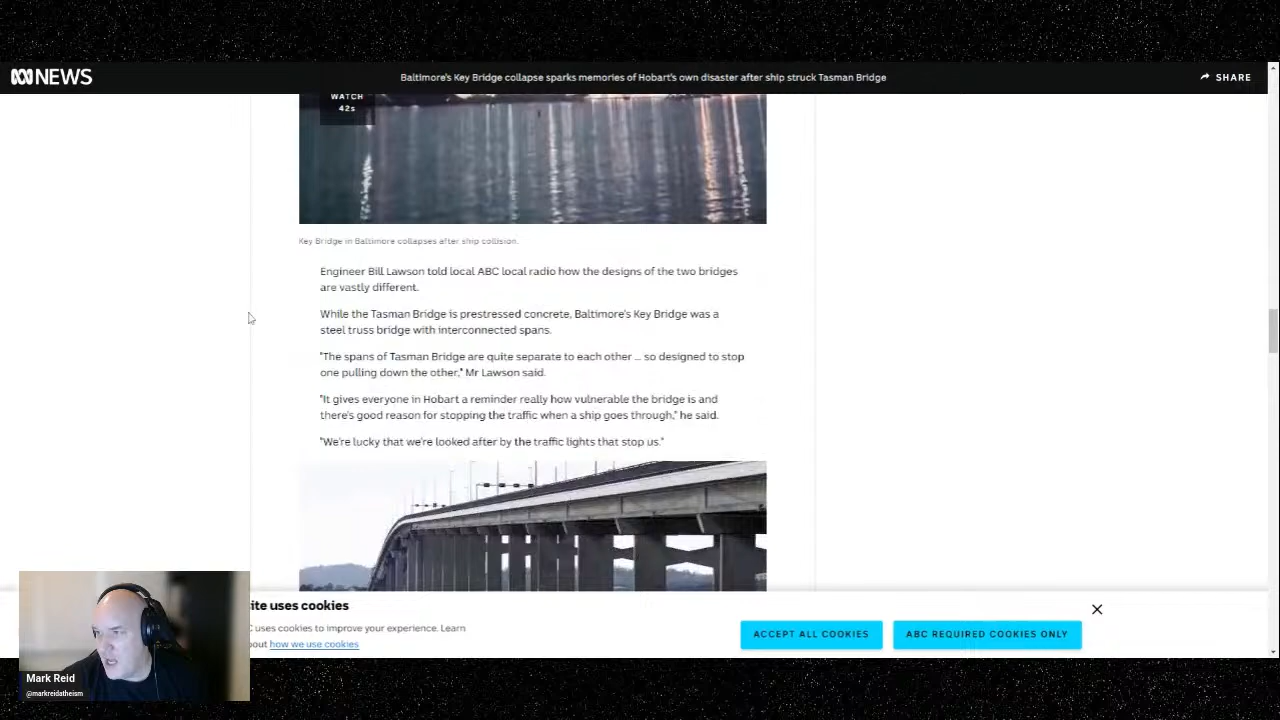 NEWS
Baltimore's Key Bridge collapse sparks memories of Hobart's own disaster after ship struck Tasman Bridge
SHARE
WATCH
42s
Key Bridge in Baltimore collapses after ship collision.
Engineer Bill Lawson told local ABC local radio how the designs of the two bridges
are vastly different.
While the Tasman Bridge is prestressed concrete, Baltimore's Key Bridge was a
steel truss bridge with interconnected spans.
"The spans of Tasman Bridge are quite separate to each other ... so designed to stop
one pulling down the other," Mr Lawson said.
"It gives everyone in Hobart a reminder really how vulnerable the bridge is and
there's good reason for stopping the traffic when a ship goes through," he said.
"We're lucky that we're looked after by the traffic lights that stop us."
ite uses cookies
uses cookies to improve your experience. Learn
out how we use cookies
ACCEPT ALL COOKIES
ABC REQUIRED COOKIES ONLY
Mark Reid
@markreidatheism